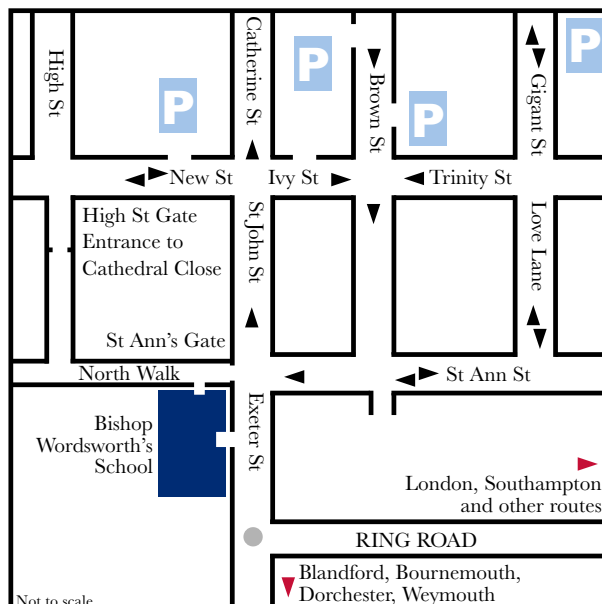 High St
Catherine St
Brown St
Gigant St
P
P
P
P
New St
Ivy St
Trinity St
High St Gate
Entrance to
Cathedral Close
St John St
Love Lane
St Ann's Gate
North Walk
St Ann St
Bishop
Wordsworth's
School
Exeter St
London, Southampton
and other routes
RING ROAD
Blandford, Bournemouth,
Dorchester, Weymouth
Not to scale